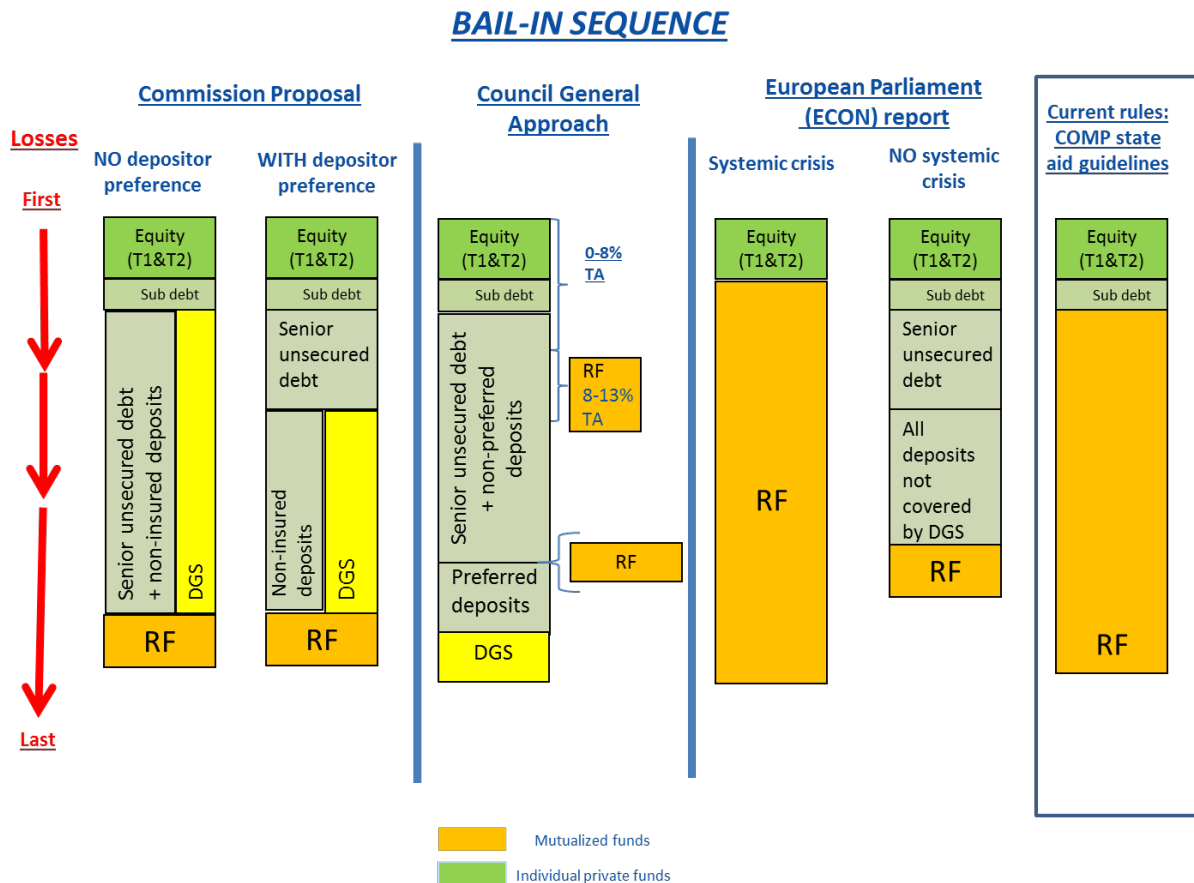 BAIL-IN SEQUENCE
Commission Proposal
Council General
Approach
European Parliament
(ECON) report
Current rules:
COMP state
aid guidelines
Losses
NO depositor
preference
WITH depositor
preference
Systemic crisis
NO systemic
crisis
First
Last
Equity
(T1&T2)
Sub debt
Senior unsecured debt
+ non-insured deposits
DGS
RF
Equity
(T1&T2)
Sub debt
Senior
unsecured
debt
Non-insured
deposits
DGS
RF
Equity
(T1&T2)
Sub debt
Senior unsecured debt
+ non-preferred
deposits
Preferred
deposits
DGS
0-8%
TA
RF
8-13%
TA
RF
Equity
(T1&T2)
RF
Equity
(T1&T2)
Sub debt
Senior
unsecured
debt
All
deposits
not
covered
by DGS
RF
Equity
(T1&T2)
Sub debt
RF
Mutualized funds
Individual private funds